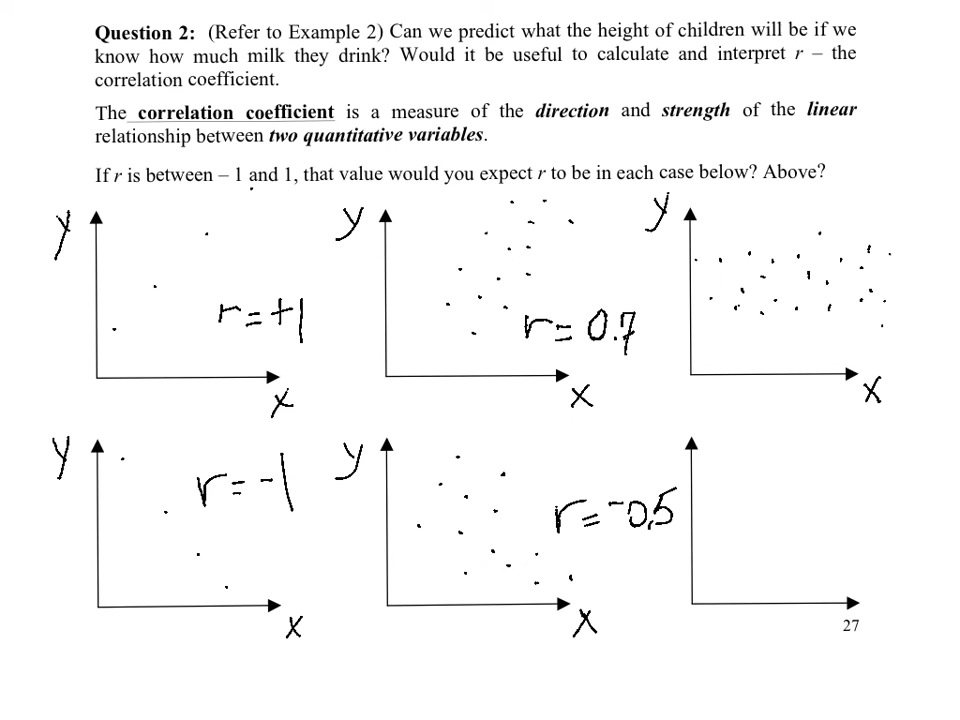 Question 2: (Refer to Example 2) Can we predict what the height of children will be if we
know how much milk they drink? Would it be useful to calculate and interpret r – the
correlation coefficient.
The correlation coefficient is a measure of the direction and strength of the linear
relationship between two quantitative variables.
If r is between – 1 and 1, that value would you expect r to be in each case below? Above?
y
y
y
r=+1
r=0.7
x
x
x
y
y
r=-1
r=-0.5
x
x
27